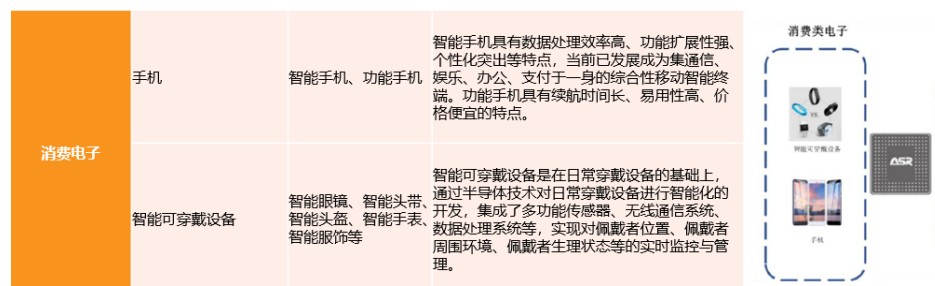 消费电子
手机
智能手机、功能手机
智能手机具有数据处理效率高、功能扩展性强、
个性化突出等特点，当前已发展成为集通信、
娱乐、办公、支付于一身的综合性移动智能终
端。功能手机具有续航时间长、易用性高、价
格便宜的特点。
智能可穿戴设备
智能眼镜、智能头带、
智能头盔、智能手表、
智能服饰等
智能可穿戴设备是在日常穿戴设备的基础上，
通过半导体技术对日常穿戴设备进行智能化的
开发，集成了多功能传感器、无线通信系统、
数据处理系统等，实现对佩戴者位置、佩戴者
周围环境、佩戴者生理状态等的实时监控与管
理。
消费类电子
VS
智能可穿戴设备
手机
ASR